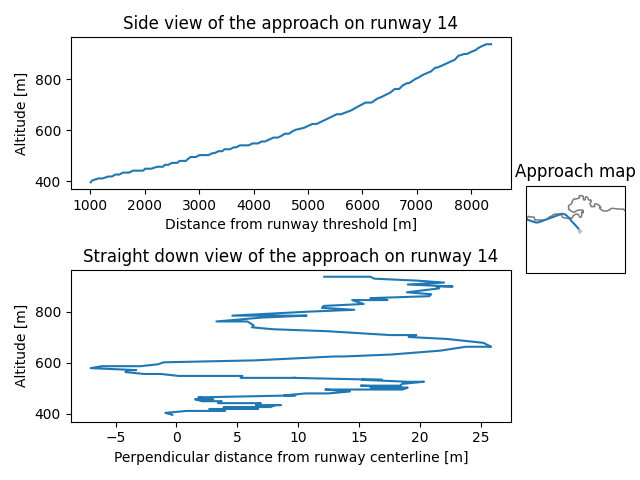 Side view of the approach on runway 14
800
600
400
Altitude [m]
1000 2000 3000 4000 5000 6000 7000 8000
Distance from runway threshold [m]
Approach map
Straight down view of the approach on runway 14
800
600
400
Altitude [m]
−5 0 5 10 15 20 25
Perpendicular distance from runway centerline [m]